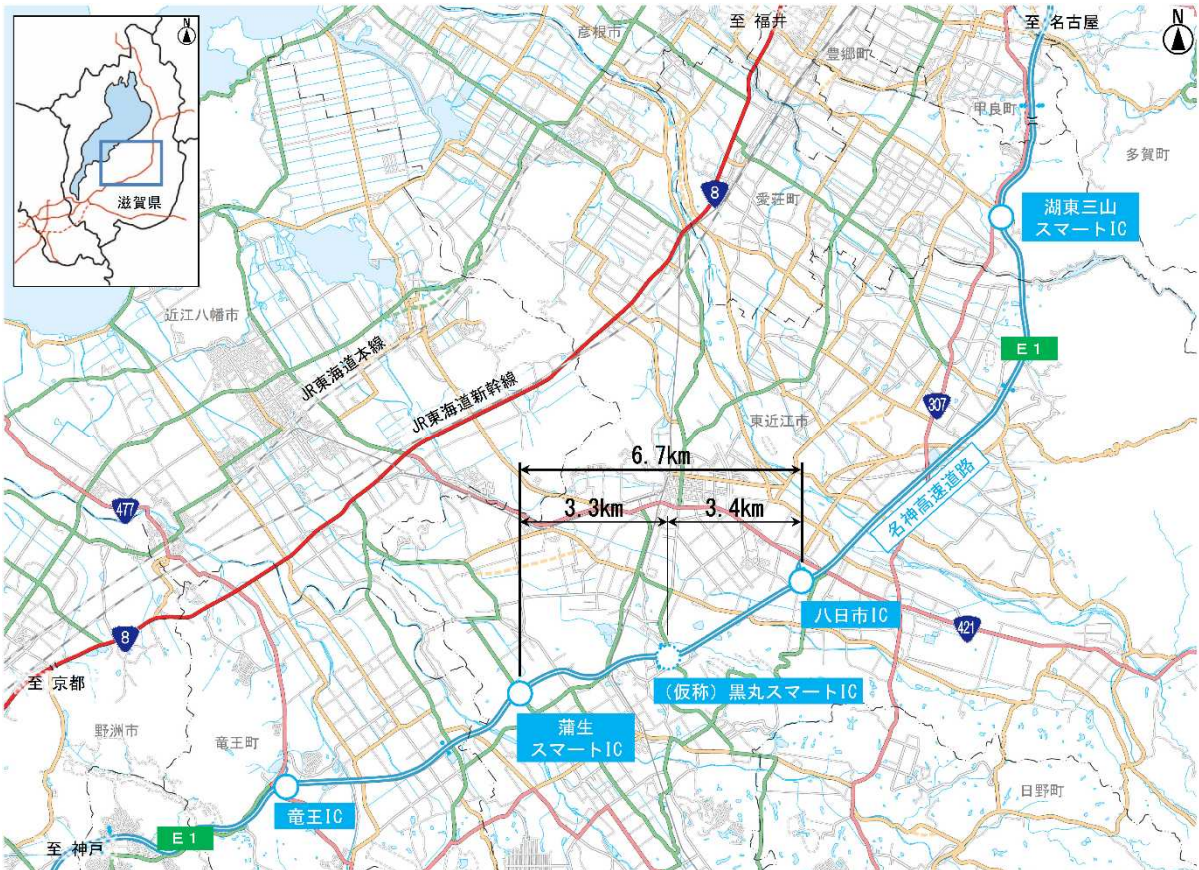 N
滋賀県
至 福井
至 名古屋
N
彦根市
豊郷町
甲良町
多賀町
8
愛荘町
湖東三山
スマートIC
近江八幡市
JR東海道本線
JR東海道新幹線
E1
307
東近江市
6.7km
3.3km
3.4km
名神高速道路
477
八日市IC
421
8
至 京都
(仮称)黒丸スマートIC
蒲生
スマートIC
野洲市
竜王町
竜王IC
日野町
E1
至 神戸